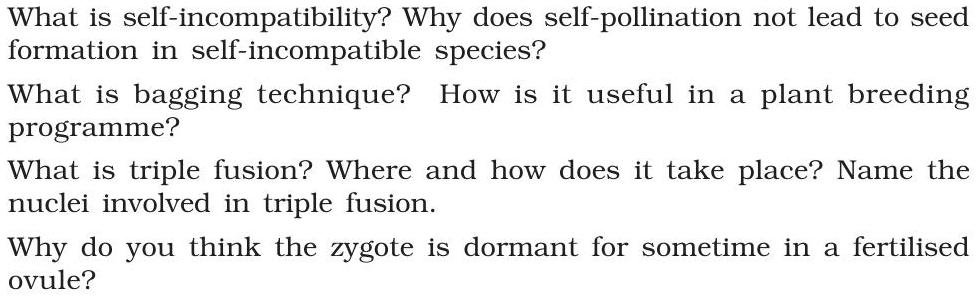 What is self-incompatibility? Why does self-pollination not lead to seed
formation in self-incompatible species?
What is bagging technique? How is it useful in a plant breeding
programme?
What is triple fusion? Where and how does it take place? Name the
nuclei involved in triple fusion.
Why do you think the zygote is dormant for sometime in a fertilised
ovule?